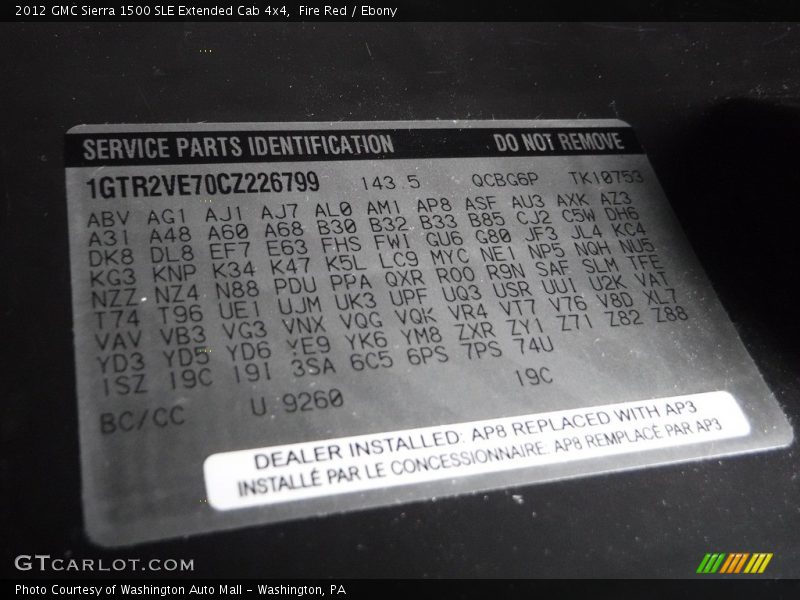 2012 GMC Sierra 1500 SLE Extended Cab 4x4,  Fire Red / Ebony
SERVICE PARTS IDENTIFICATION DO NOT REMOVE
1GTR2VE70CZ226799 143.5 QCBG6P TK10753
ABV AG1 AJ1 AJ7 AL0 AM1 AP8 ASF AU3 AXK AZ3
A31 A48 A60 A68 B30 B32 B33 B85 CJ2 C5W DH6
DK8 DL8 EF7 E63 FHS FW1 GU6 G80 JF3 JL4 KC4
KG3 KNP K34 K47 K5L LC9 MYC NE1 NP5 NQH NU5
NZZ NZ4 N88 PDU PPA QXR R00 R9N SAF SLM TFE
T74 T96 UE1 UJM UK3 UPF UQ3 USR UU1 U2K VAT
VAV VB3 VG3 VNX VQG VQK VR4 VT7 V76 V8D XL7
YD3 YD5 YD6 YE9 YK6 YM8 ZXR ZY1 Z71 Z82 Z88
1SZ 19C 19I 3SA 6C5 6PS 7PS 74U
BC/CC U 9260 19C
DEALER INSTALLED: AP8 REPLACED WITH AP3
INSTALLÉ PAR LE CONCESSIONNAIRE. AP8 REMPLACÉ PAR AP3
GTCARLOT.COM
Photo Courtesy of Washington Auto Mall - Washington, PA